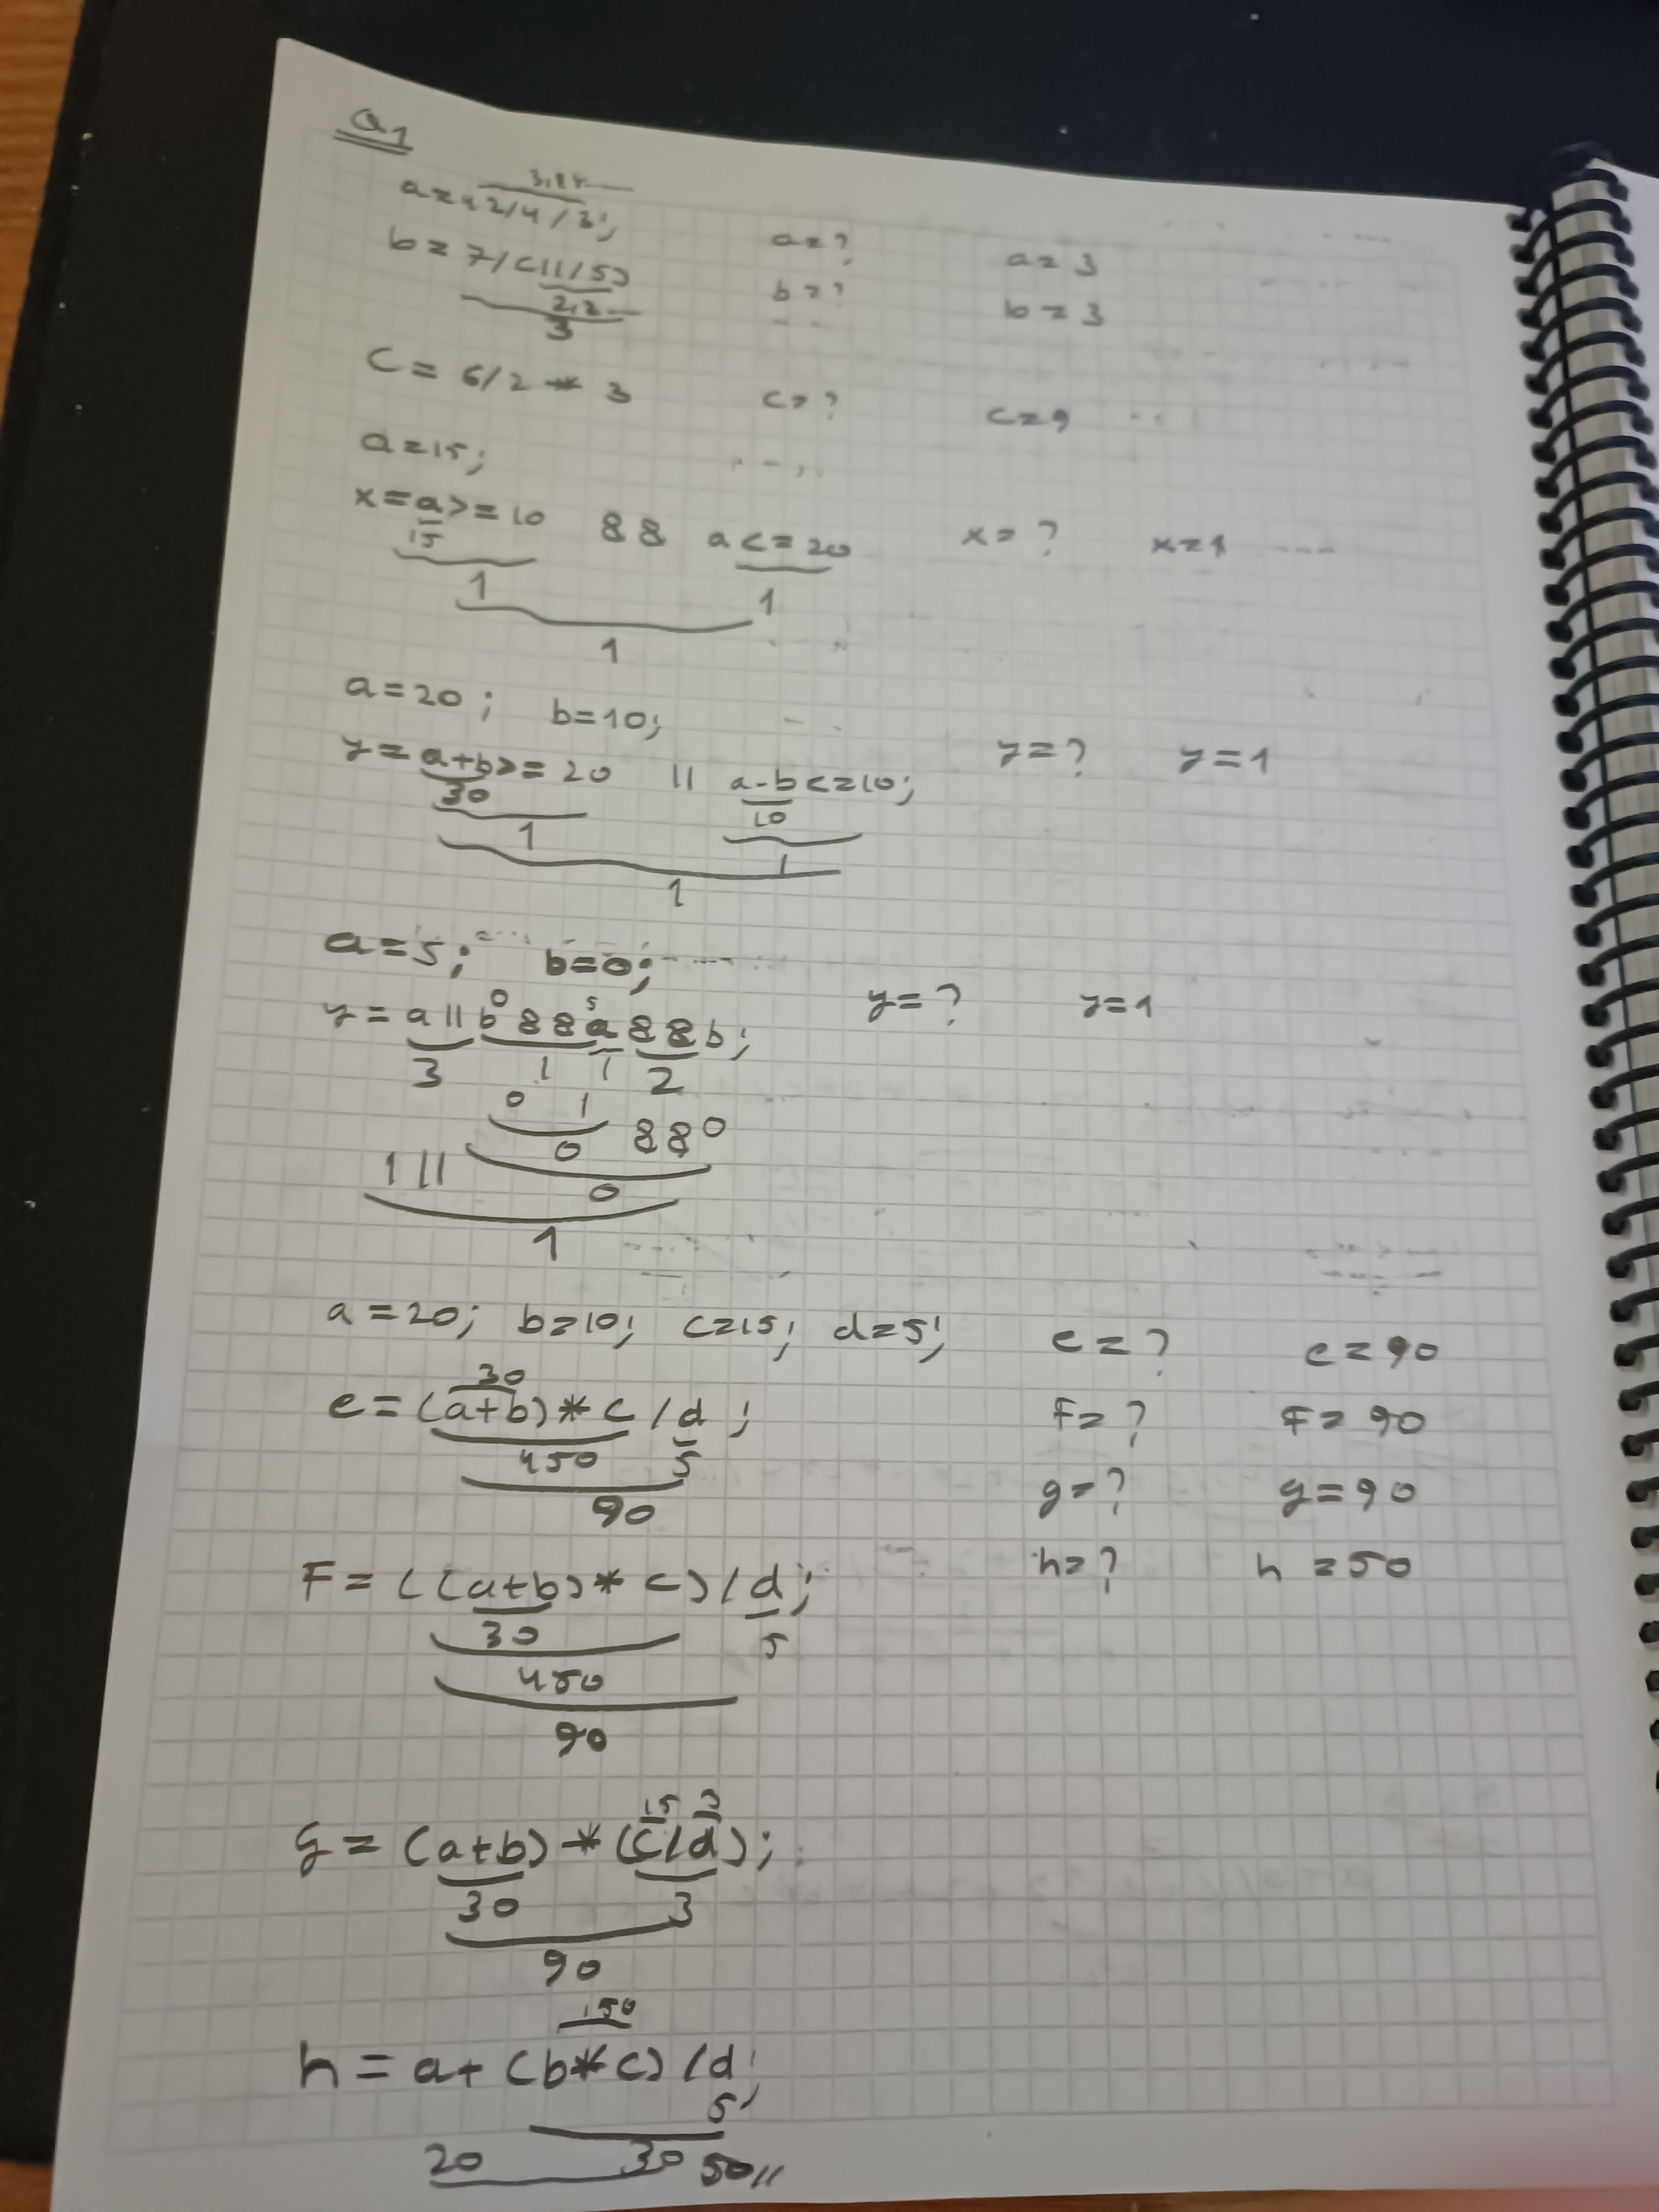 Q1
a=42/4/3; a=? a=3
b=7/(11/5) b=? b=3
2,2
3
C = 6/2 * 3 c=? c=9
a=15;
x=a>=10 && a<=20 x=? x=1
15
1 1
1
a=20; b=10;
y=a+b>=20 || a-b<=10; y=? y=1
30 10
1 1
1
a=5; b=0;
0 5
y=a||b&&a&&b; y=? y=1
3 1 1 2
0 1
0 &&0
1|| 0
1
a=20; b=10; c=15; d=5; e=? e=90
30
e=(a+b)*c/d; F=? F=90
450 5
90 g=? g=90
F=((a+b)*c)/d; h=? h=50
30 5
450
90
15
g=(a+b)*(c/d);
30 3
90
150
h=a+(b*c)/d;
5
20 30 50//